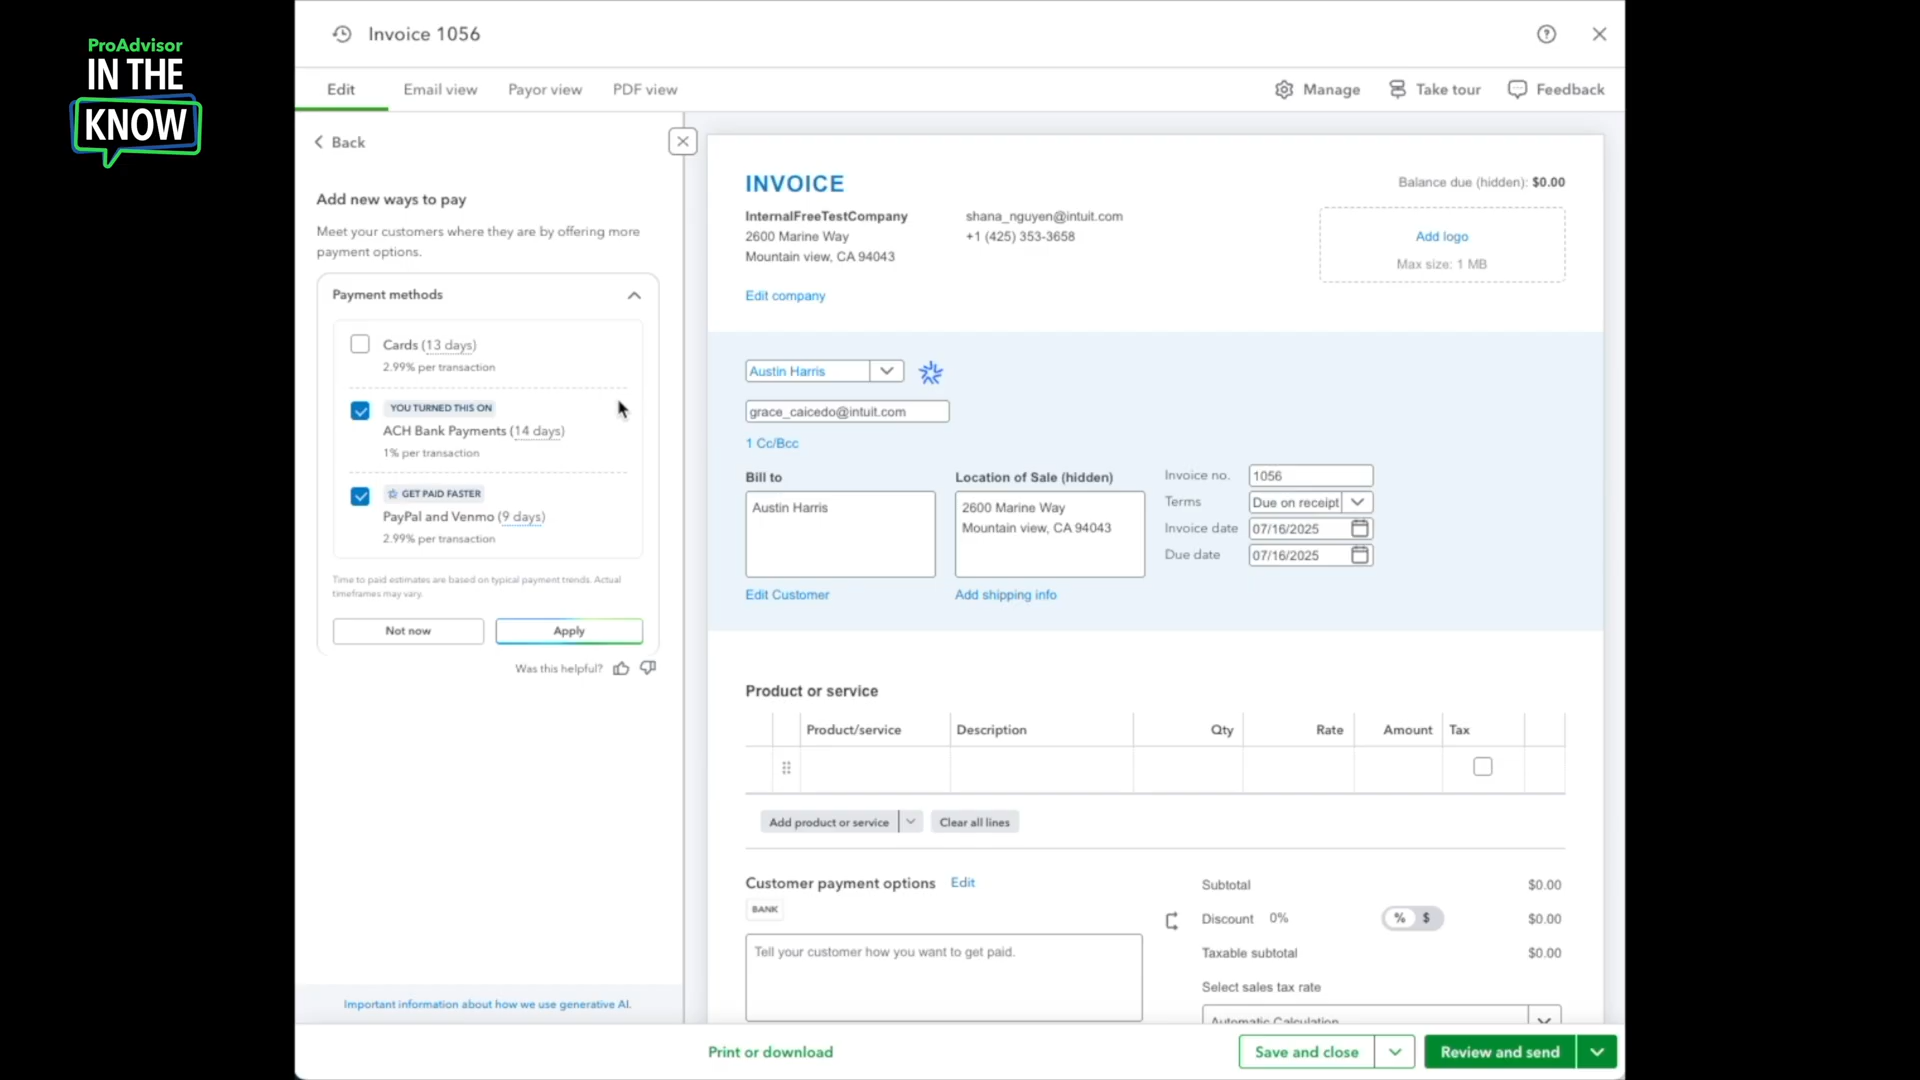 ProAdvisor
IN THE
KNOW
Invoice 1056
Edit
Email view
Payor view
PDF view
Manage
Take tour
Feedback
Back
Add new ways to pay
Meet your customers where they are by offering more
payment options.
Payment methods
Cards (13 days)
2.99% per transaction
YOU TURNED THIS ON
ACH Bank Payments (14 days)
1% per transaction
GET PAID FASTER
PayPal and Venmo (9 days)
2.99% per transaction
Time to paid estimates are based on typical payment trends. Actual
timeframes may vary.
Not now
Apply
Was this helpful?
Important information about how we use generative AI.
INVOICE
Balance due (hidden): $0.00
InternalFreeTestCompany
2600 Marine Way
Mountain view, CA 94043
shana_nguyen@intuit.com
+1 (425) 353-3658
Add logo
Max size: 1 MB
Edit company
Austin Harris
grace_caicedo@intuit.com
1 Cc/Bcc
Bill to
Austin Harris
Edit Customer
Location of Sale (hidden)
2600 Marine Way
Mountain view, CA 94043
Add shipping info
Invoice no. 1056
Terms Due on receipt
Invoice date 07/16/2025
Due date 07/16/2025
Product or service
Product/service Description Qty Rate Amount Tax
Add product or service
Clear all lines
Customer payment options Edit
BANK
Tell your customer how you want to get paid.
Subtotal $0.00
Discount 0% % $ $0.00
Taxable subtotal $0.00
Select sales tax rate
Automatic Calculation
Print or download
Save and close
Review and send